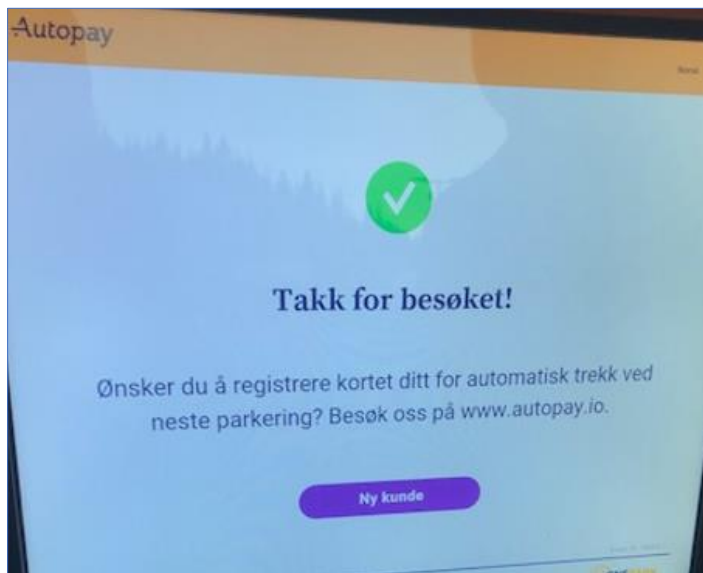 Autopay
Norsk
Takk for besøket!
Ønsker du å registrere kortet ditt for automatisk trekk ved
neste parkering? Besøk oss på www.autopay.io.
Ny kunde